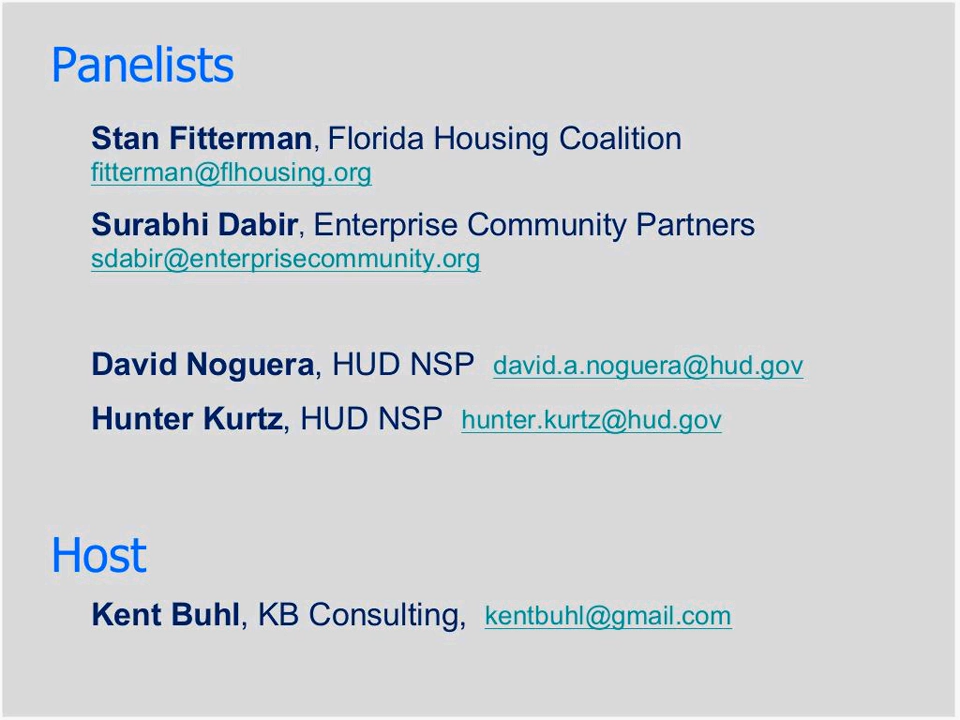 Panelists
Stan Fitterman, Florida Housing Coalition
fitterman@flhousing.org
Surabhi Dabir, Enterprise Community Partners
sdabir@enterprisecommunity.org
David Noguera, HUD NSP david.a.noguera@hud.gov
Hunter Kurtz, HUD NSP hunter.kurtz@hud.gov
Host
Kent Buhl, KB Consulting, kentbuhl@gmail.com